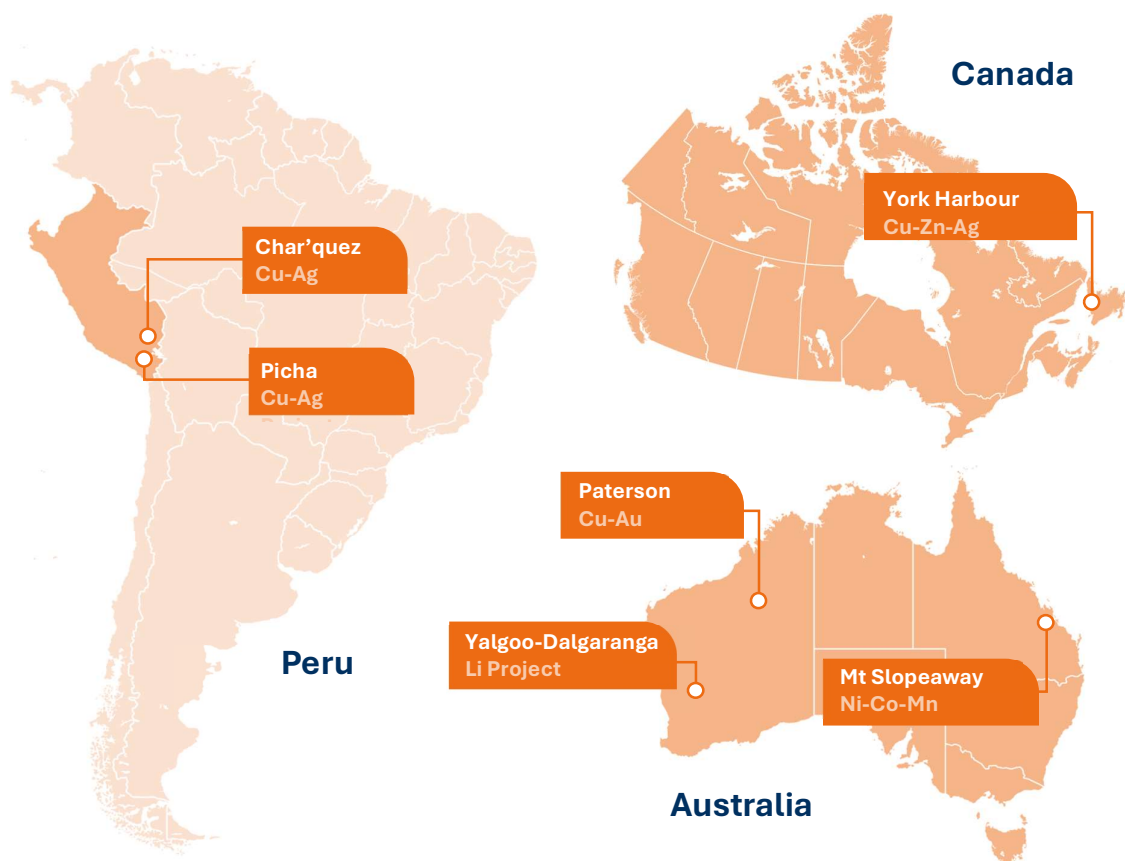 Canada
York Harbour
Cu-Zn-Ag
Char’quez
Cu-Ag
Picha
Cu-Ag
Peru
Paterson
Cu-Au
Yalgoo-Dalgaranga
Li Project
Mt Slopeaway
Ni-Co-Mn
Australia